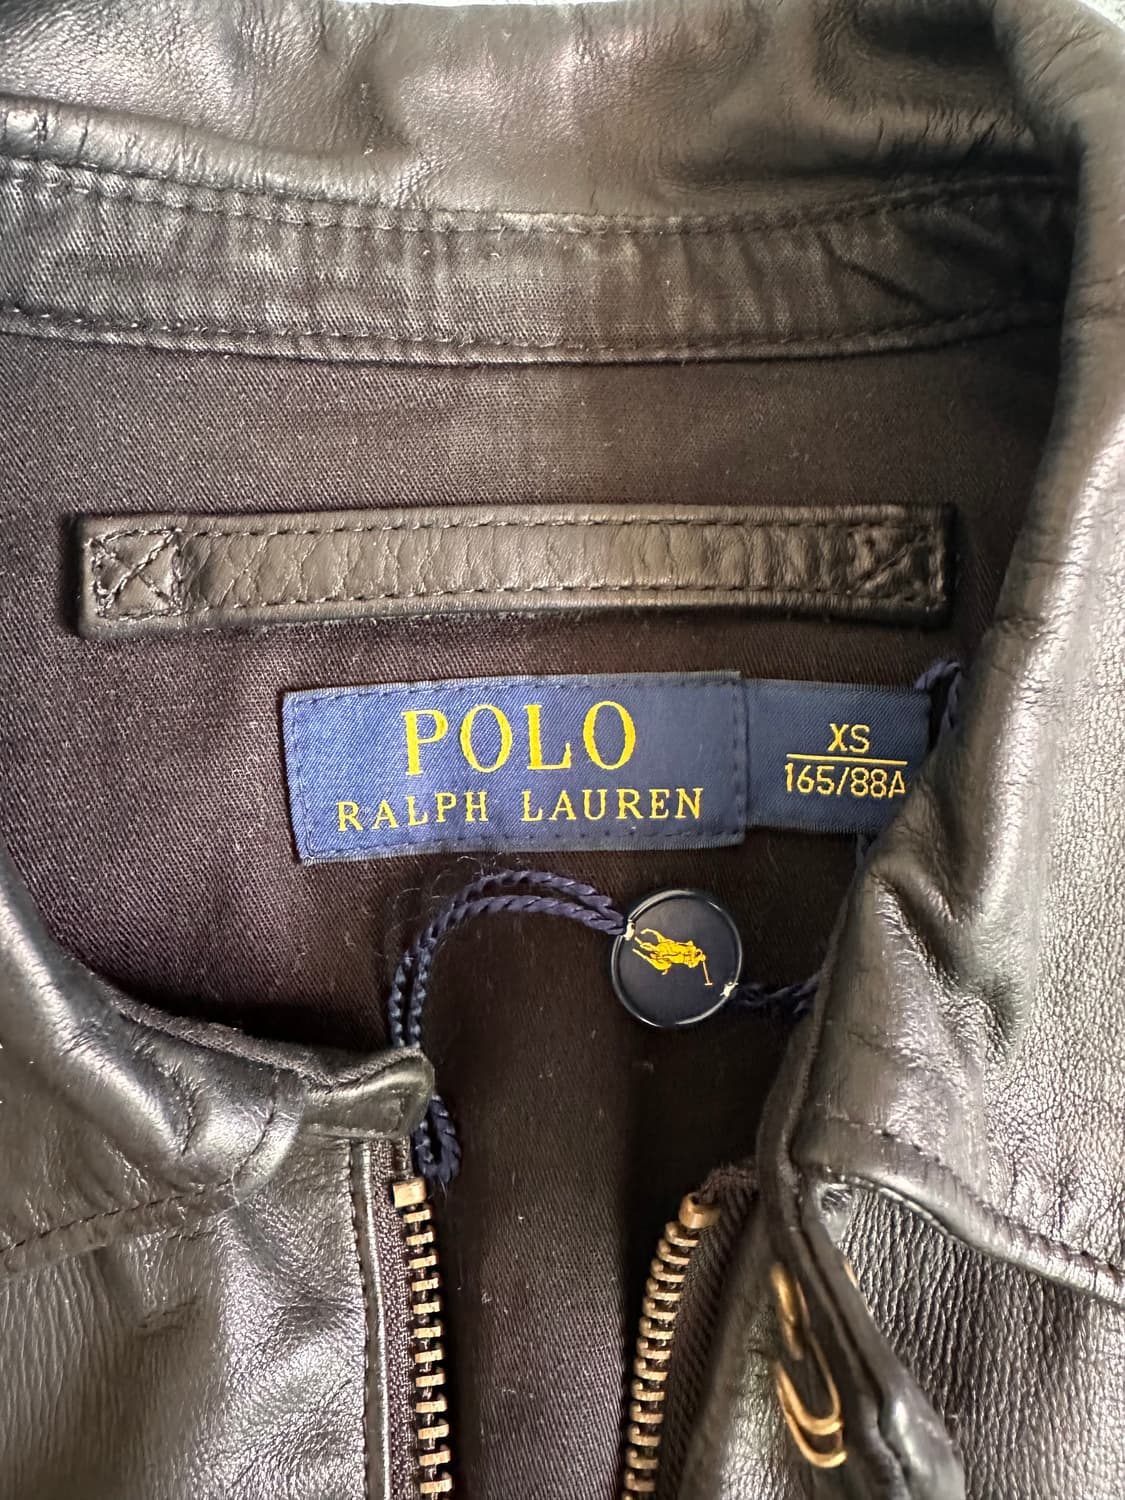 POLO
RALPH LAUREN
XS
165/88A